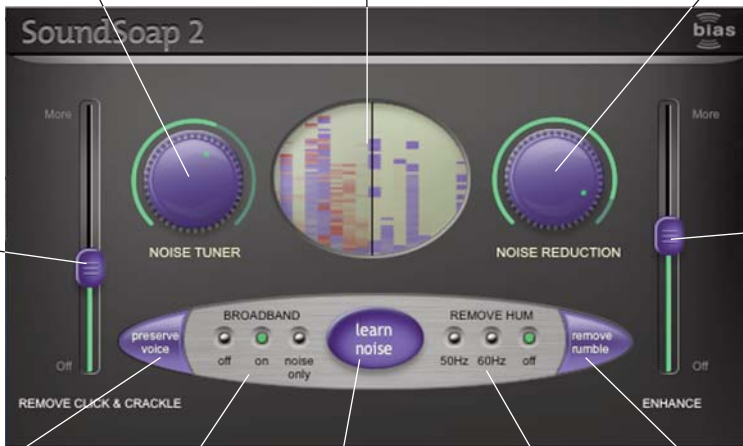 SoundSoap 2
bias
More
More
NOISE TUNER
NOISE REDUCTION
BROADBAND
learn
noise
REMOVE HUM
preserve
voice
off
on
noise
only
50Hz
60Hz
off
remove
rumble
Off
Off
REMOVE CLICK & CRACKLE
ENHANCE